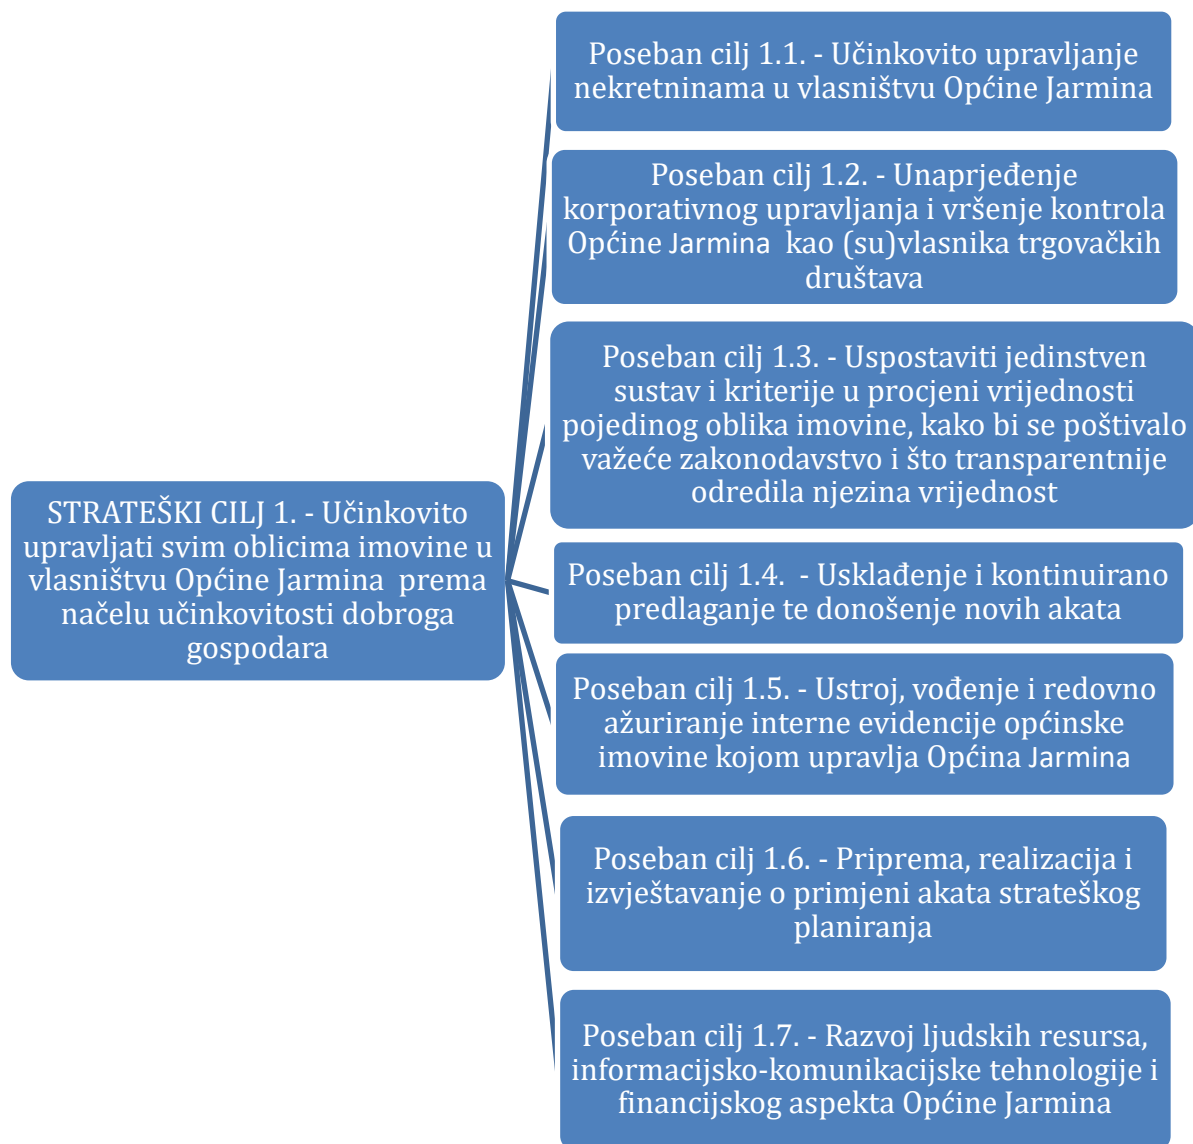 Poseban cilj 1.1. - Učinkovito upravljanje
nekretninama u vlasništvu Općine Jarmina
Poseban cilj 1.2. - Unaprjeđenje
korporativnog upravljanja i vršenje kontrola
Općine Jarmina kao (su)vlasnika trgovačkih
društava
Poseban cilj 1.3. - Uspostaviti jedinstven
sustav i kriterije u procjeni vrijednosti
pojedinog oblika imovine, kako bi se poštivalo
važeće zakonodavstvo i što transparentnije
odredila njezina vrijednost
STRATEŠKI CILJ 1. - Učinkovito
upravljati svim oblicima imovine u
vlasništvu Općine Jarmina prema
načelu učinkovitosti dobroga
gospodara
Poseban cilj 1.4. - Usklađenje i kontinuirano
predlaganje te donošenje novih akata
Poseban cilj 1.5. - Ustroj, vođenje i redovno
ažuriranje interne evidencije općinske
imovine kojom upravlja Općina Jarmina
Poseban cilj 1.6. - Priprema, realizacija i
izvještavanje o primjeni akata strateškog
planiranja
Poseban cilj 1.7. - Razvoj ljudskih resursa,
informacijsko-komunikacijske tehnologije i
financijskog aspekta Općine Jarmina